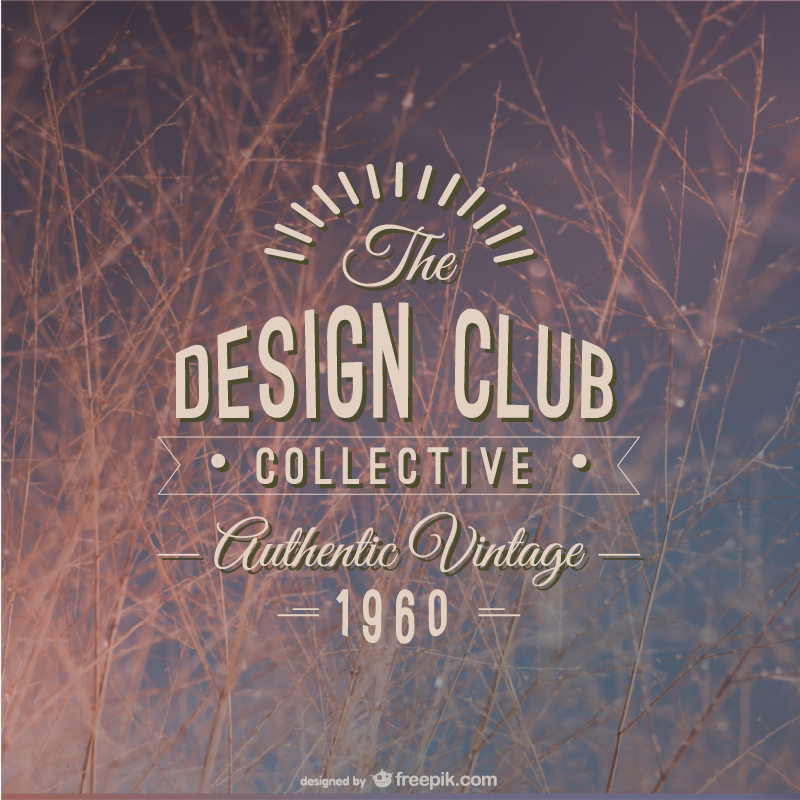 The
DESIGN CLUB
• COLLECTIVE •
Authentic Vintage
1960
designed by freepik.com